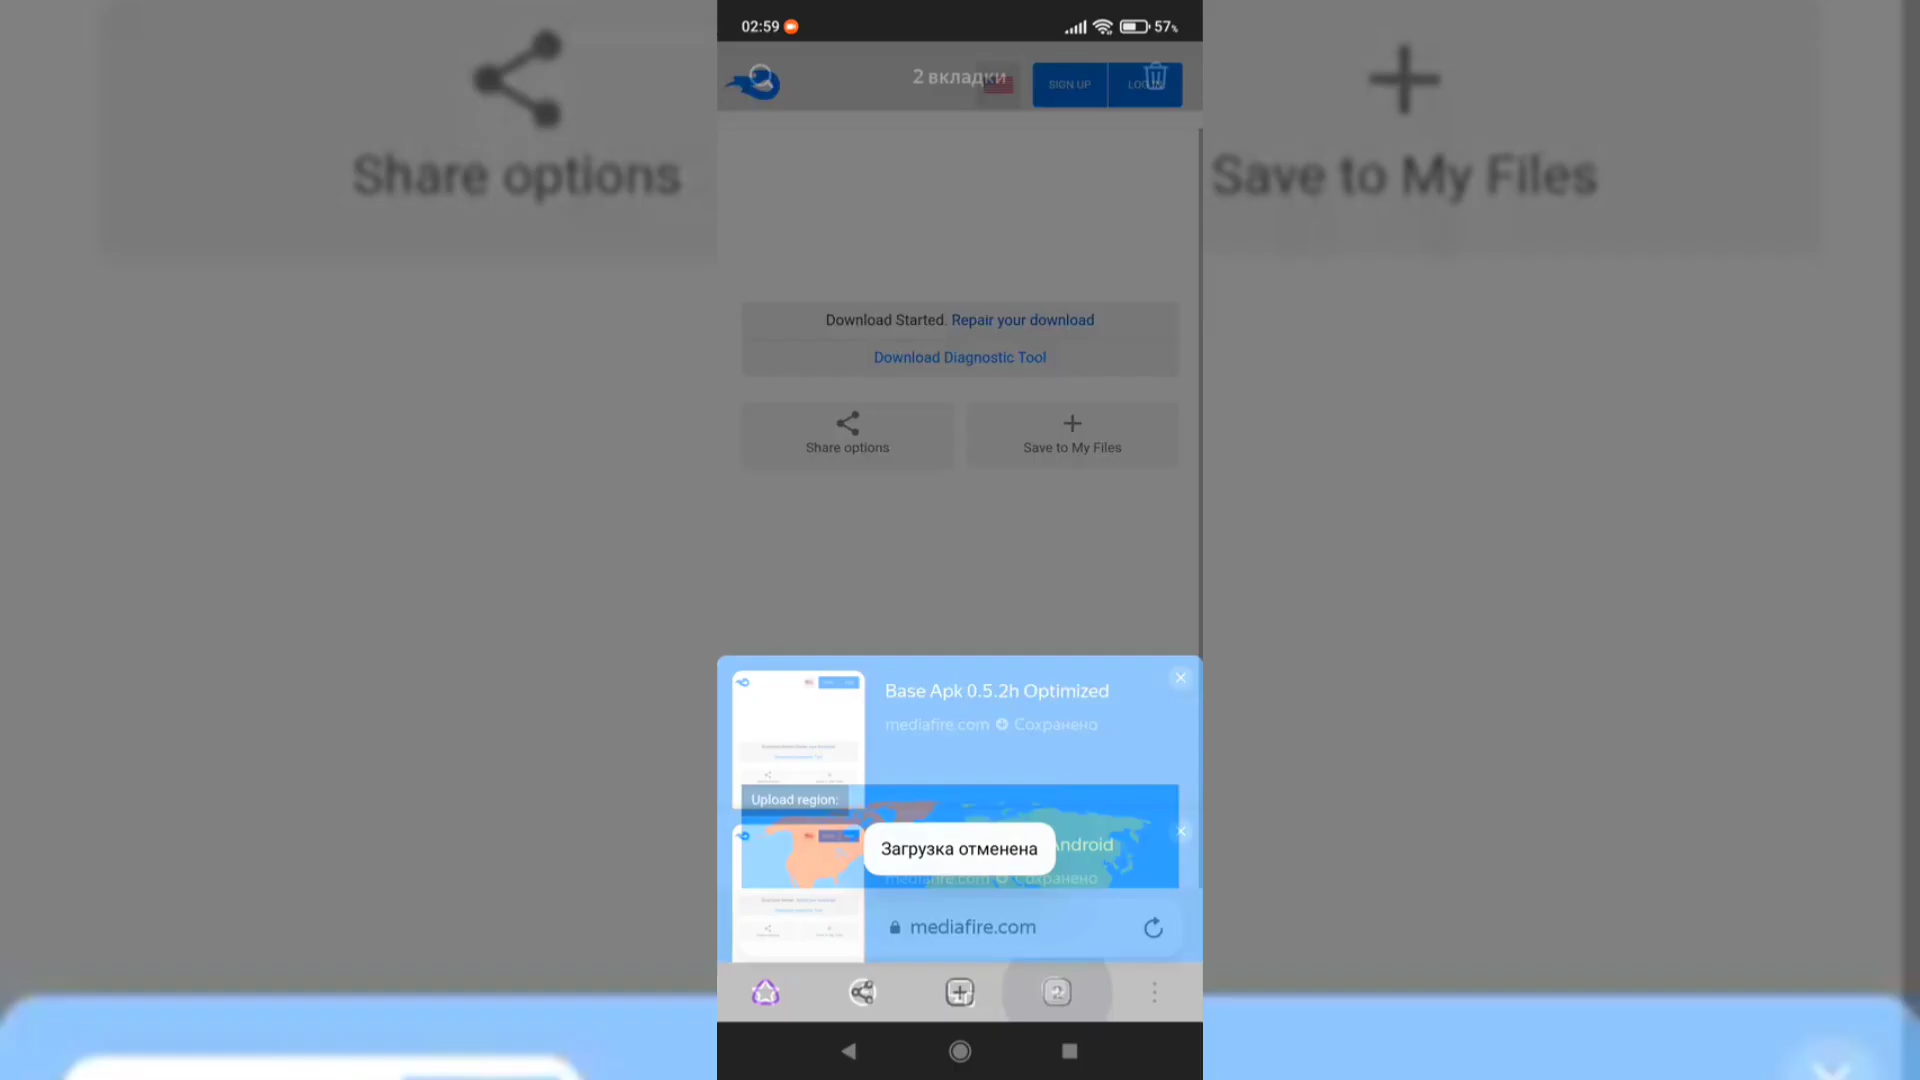 02:59
57%
2 вкладки
SIGN UP
Share options
Save to My Files
Download Started. Repair your download
Download Diagnostic Tool
Share options
Save to My Files
Base Apk 0.5.2h Optimized
mediafire.com Сохранено
Upload region:
Android
Загрузка отменена
mediafire.com Сохранено
mediafire.com
2